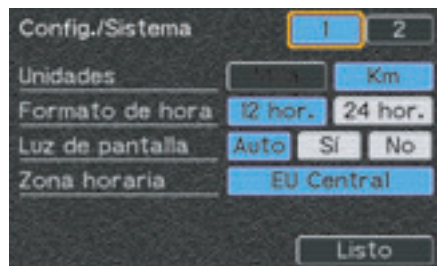 Config./Sistema 1 2
Unidades Km
Formato de hora 12 hor. 24 hor.
Luz de pantalla Auto Sí No
Zona horaria EU Central
Listo